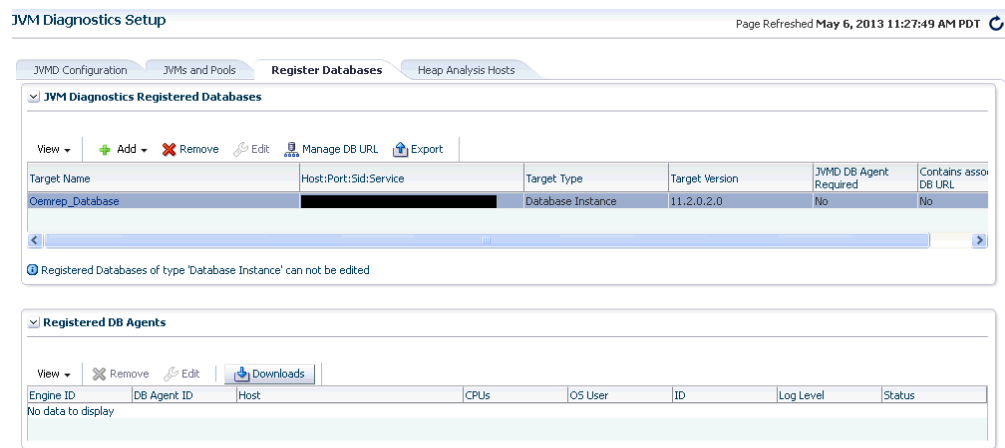 JVM Diagnostics Setup
Page Refreshed May 6, 2013 11:27:49 AM PDT
JVMD Configuration JVMs and Pools Register Databases Heap Analysis Hosts
JVM Diagnostics Registered Databases
View Add Remove Edit Manage DB URL Export
Target Name Host:Port:Sid:Service Target Type Target Version JVMD DB Agent Required Contains asso DB URL
Oemrep_Database Database Instance 11.2.0.2.0 No No
Registered Databases of type 'Database Instance' can not be edited
Registered DB Agents
View Remove Edit Downloads
Engine ID DB Agent ID Host CPUs OS User ID Log Level Status
No data to display